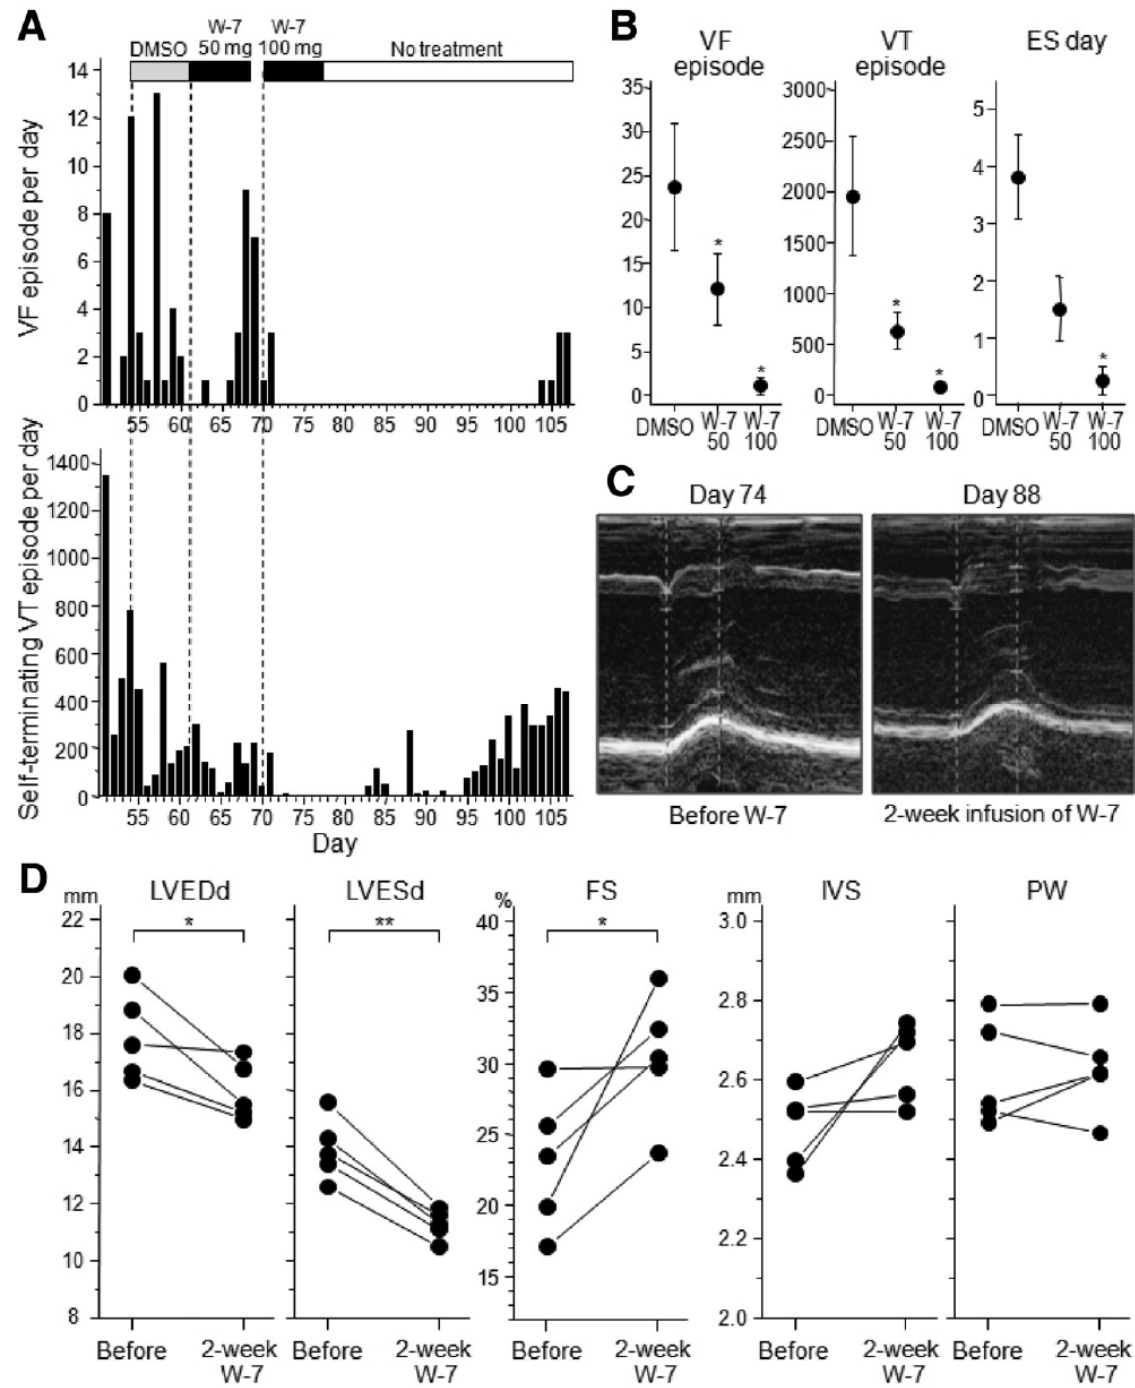 A
W-7
W-7
DMSO
50 mg
100 mg
No treatment
VF episode per day
14
12
10
8
6
4
2
0
55 60 65 70 75 80 85 90 95 100 105
Self-terminating VT episode per day
1400
1200
1000
800
600
400
200
0
55 60 65 70 75 80 85 90 95 100 105
Day
B
VF
episode
35
30
25
20
15
10
5
0
*
*
DMSO W-7 W-7
50 100
VT
episode
3000
2500
2000
1500
1000
500
0
*
*
DMSO W-7 W-7
50 100
ES day
5
4
3
2
1
0
*
DMSO W-7 W-7
50 100
C
Day 74
Day 88
Before W-7
2-week infusion of W-7
D
mm
LVEDd
*
22
20
18
16
14
12
10
8
Before 2-week
W-7
LVESd
**
Before 2-week
W-7
%
FS
*
40
35
30
25
20
15
Before 2-week
W-7
mm
IVS
3.0
2.8
2.6
2.4
2.2
2.0
Before 2-week
W-7
PW
Before 2-week
W-7